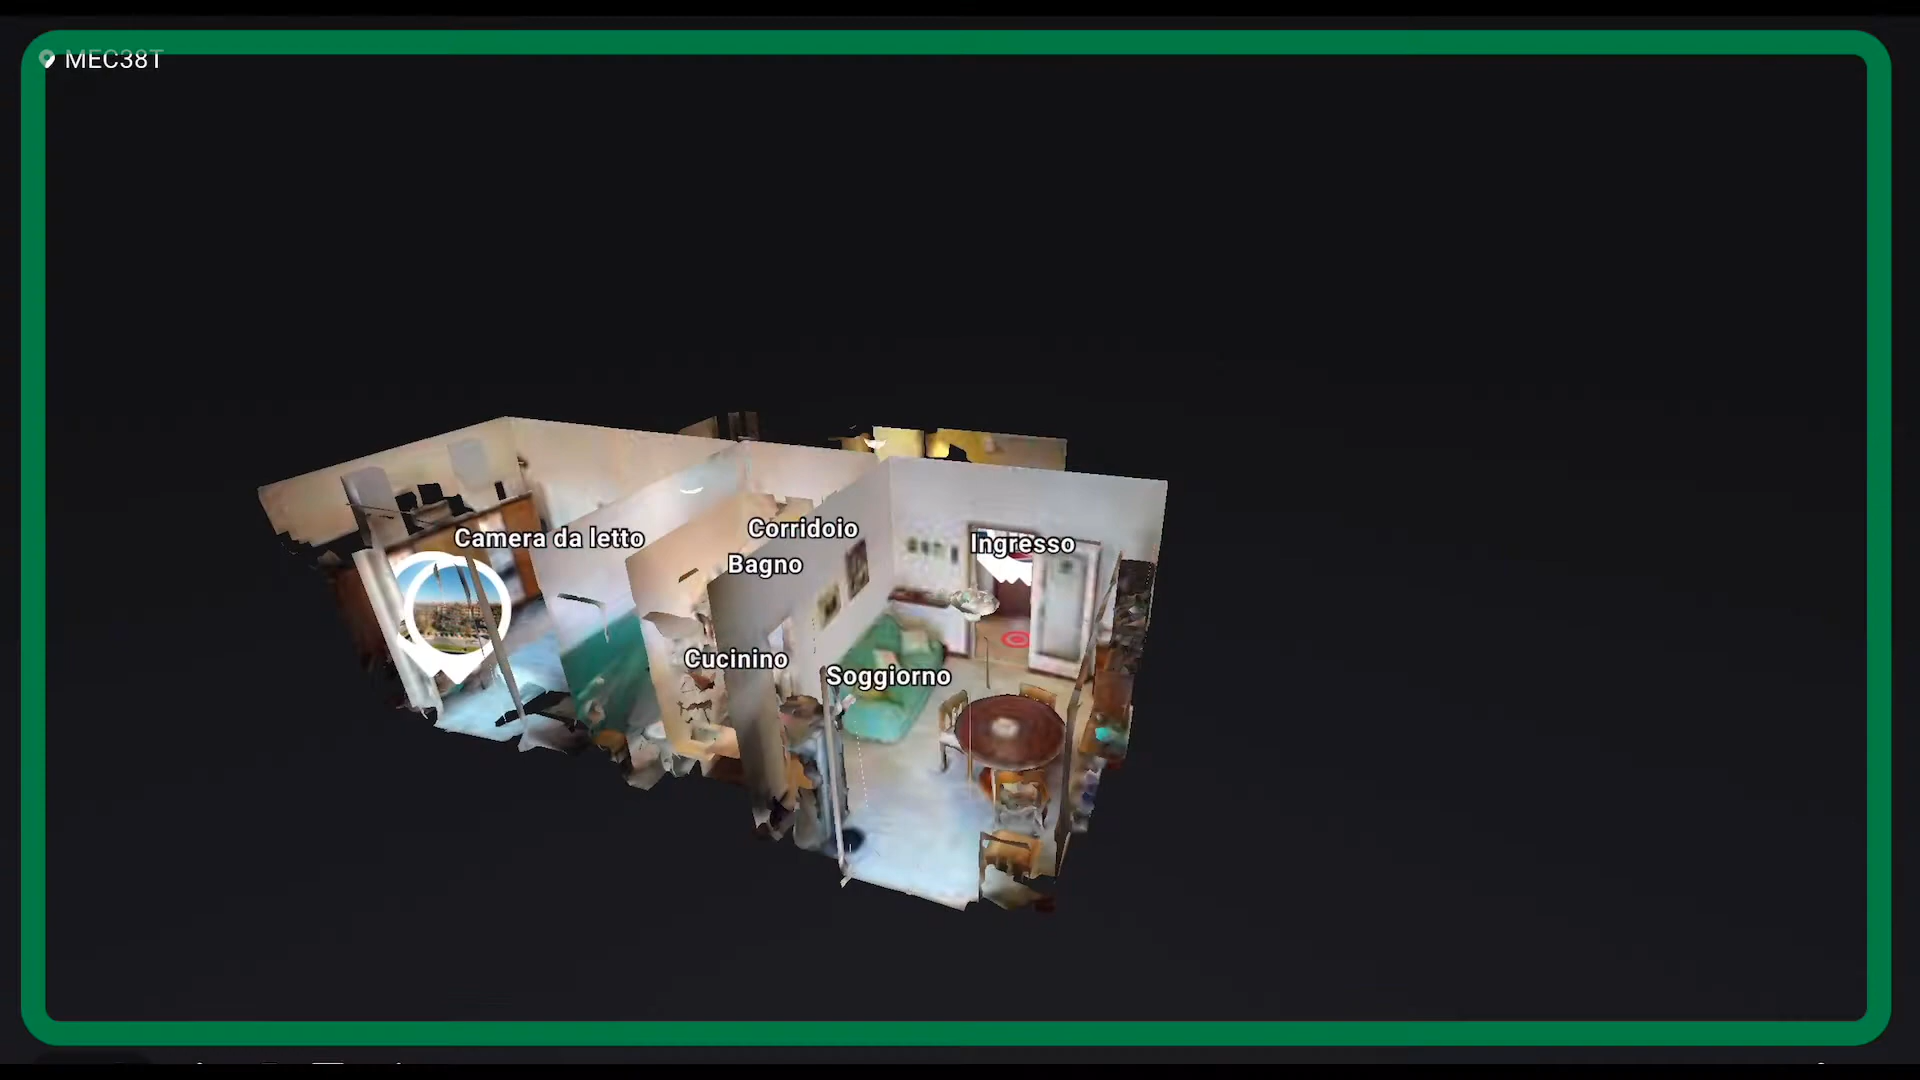 MEC38T
Corridoio
Camera da letto
Ingresso
Bagno
Cucinino
Soggiorno